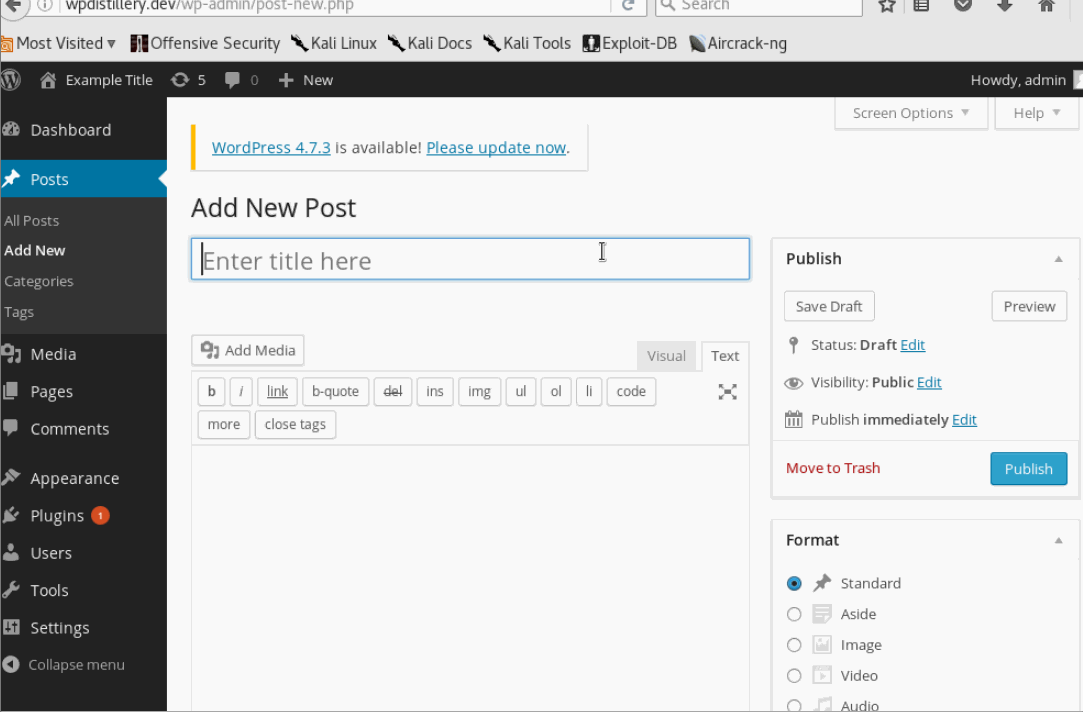 wpdistillery.dev/wp-admin/post-new.php Search
Most Visited Offensive Security Kali Linux Kali Docs Kali Tools Exploit-DB Aircrack-ng
Example Title 5 0 New Howdy, admin
Screen Options Help
Dashboard
Posts
All Posts
Add New
Categories
Tags
Media
Pages
Comments
Appearance
Plugins 1
Users
Tools
Settings
Collapse menu
WordPress 4.7.3 is available! Please update now.
Add New Post
Enter title here
Add Media Visual Text
b i link b-quote del ins img ul ol li code
more close tags
Publish
Save Draft Preview
Status: Draft Edit
Visibility: Public Edit
Publish immediately Edit
Move to Trash Publish
Format
Standard
Aside
Image
Video
Audio